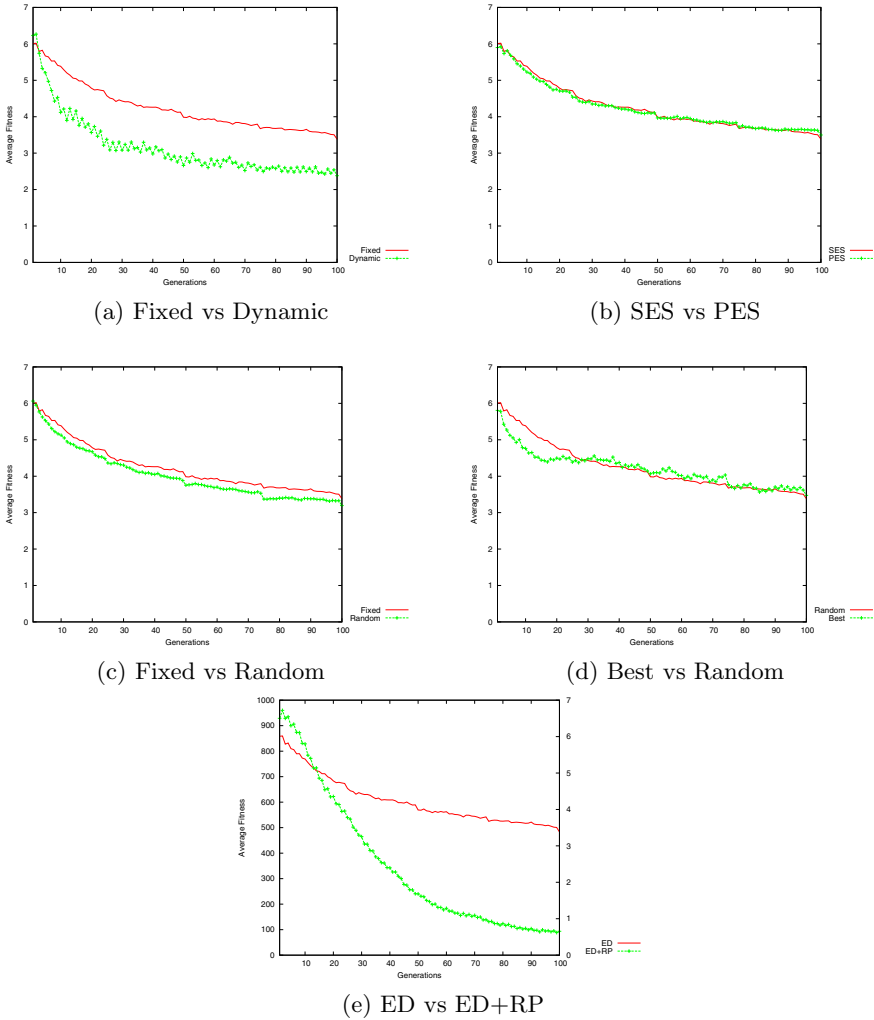 7
6
5
4
3
2
1
0
Average Fitness
10 20 30 40 50 60 70 80 90 100
Generations
Fixed
Dynamic
(a) Fixed vs Dynamic
7
6
5
4
3
2
1
0
Average Fitness
10 20 30 40 50 60 70 80 90 100
Generations
SES
PES
(b) SES vs PES
7
6
5
4
3
2
1
0
Average Fitness
10 20 30 40 50 60 70 80 90 100
Generations
Fixed
Random
(c) Fixed vs Random
7
6
5
4
3
2
1
0
Average Fitness
10 20 30 40 50 60 70 80 90 100
Generations
Random
Best
(d) Best vs Random
1000
900
800
700
600
500
400
300
200
100
0
Average Fitness
7
6
5
4
3
2
1
0
10 20 30 40 50 60 70 80 90 100
Generations
ED
ED+RP
(e) ED vs ED+RP